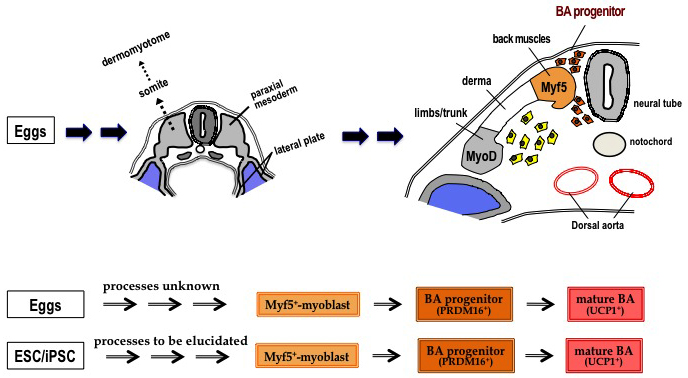 BA progenitor
dermomyotome
back muscles
somite
paraxial
mesoderm
derma
Myf5
neural tube
limbs/trunk
Eggs
lateral plate
MyoD
notochord
Dorsal aorta
processes unknown
Eggs
Myf5+-myoblast
BA progenitor
(PRDM16+)
mature BA
(UCP1+)
processes to be elucidated
ESC/iPSC
Myf5+-myoblast
BA progenitor
(PRDM16+)
mature BA
(UCP1+)